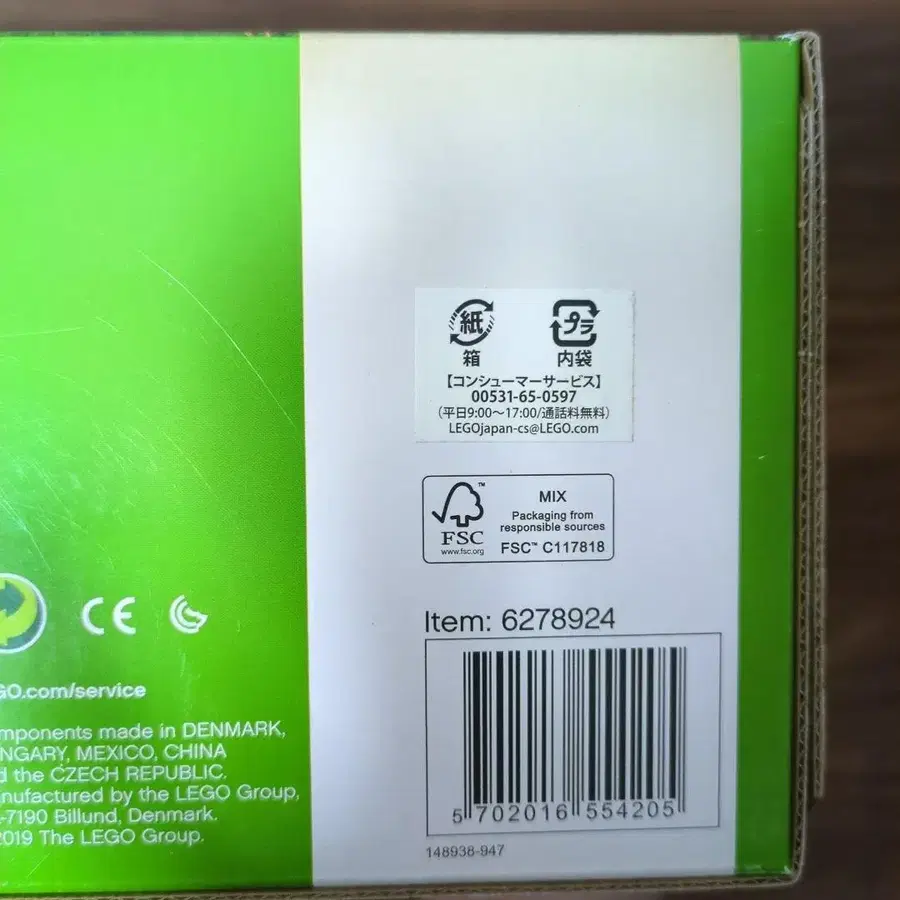 紙
プラ
箱
内袋
【コンシューマーサービス】
00531-65-0597
(平日9:00~17:00/通話料無料)
LEGOjapan-cs@LEGO.com
MIX
Packaging from
responsible sources
FSC™ C117818
™
FSC
www.fsc.org
Item: 6278924
5 702016 554205
148938-947
CE
GO.com/service
mponents made in DENMARK,
NGARY, MEXICO, CHINA
d the CZECH REPUBLIC.
nufactured by the LEGO Group,
-7190 Billund, Denmark.
2019 The LEGO Group.